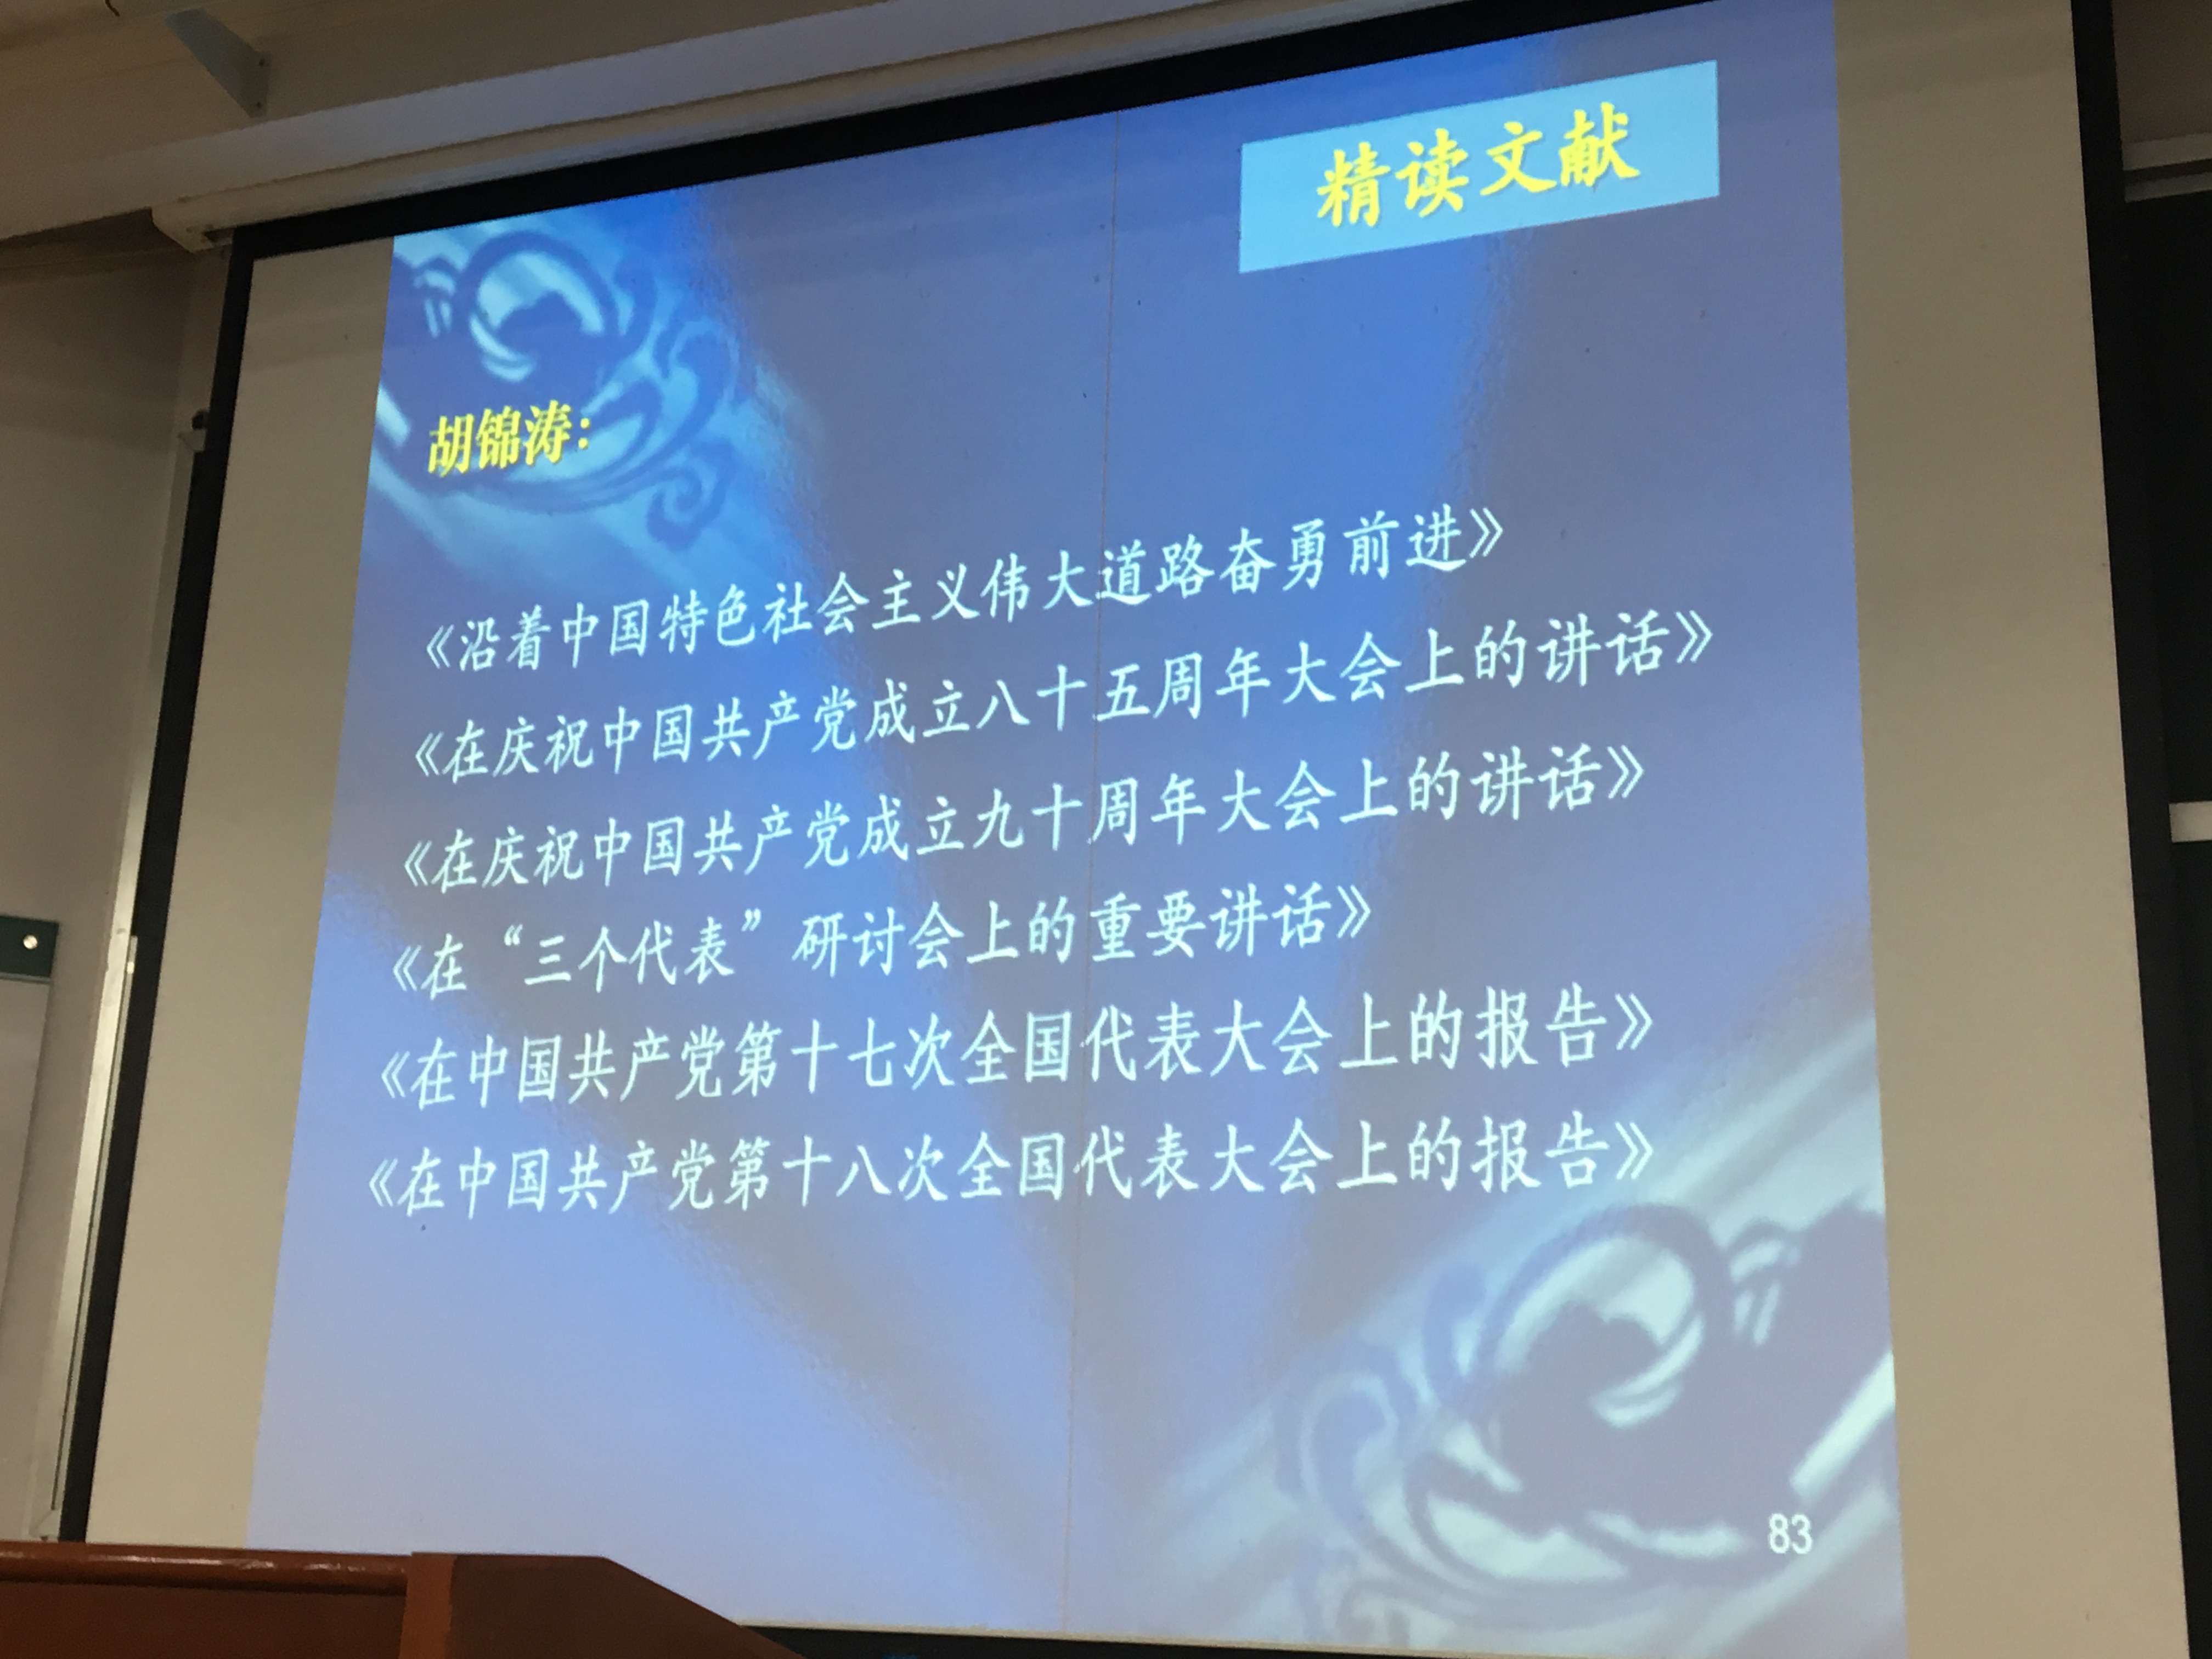 精读文献
胡锦涛:
《沿着中国特色社会主义伟大道路奋勇前进》
《在庆祝中国共产党成立八十五周年大会上的讲话》
《在庆祝中国共产党成立九十周年大会上的讲话》
《在“三个代表”研讨会上的重要讲话》
《在中国共产党第十七次全国代表大会上的报告》
《在中国共产党第十八次全国代表大会上的报告》
83